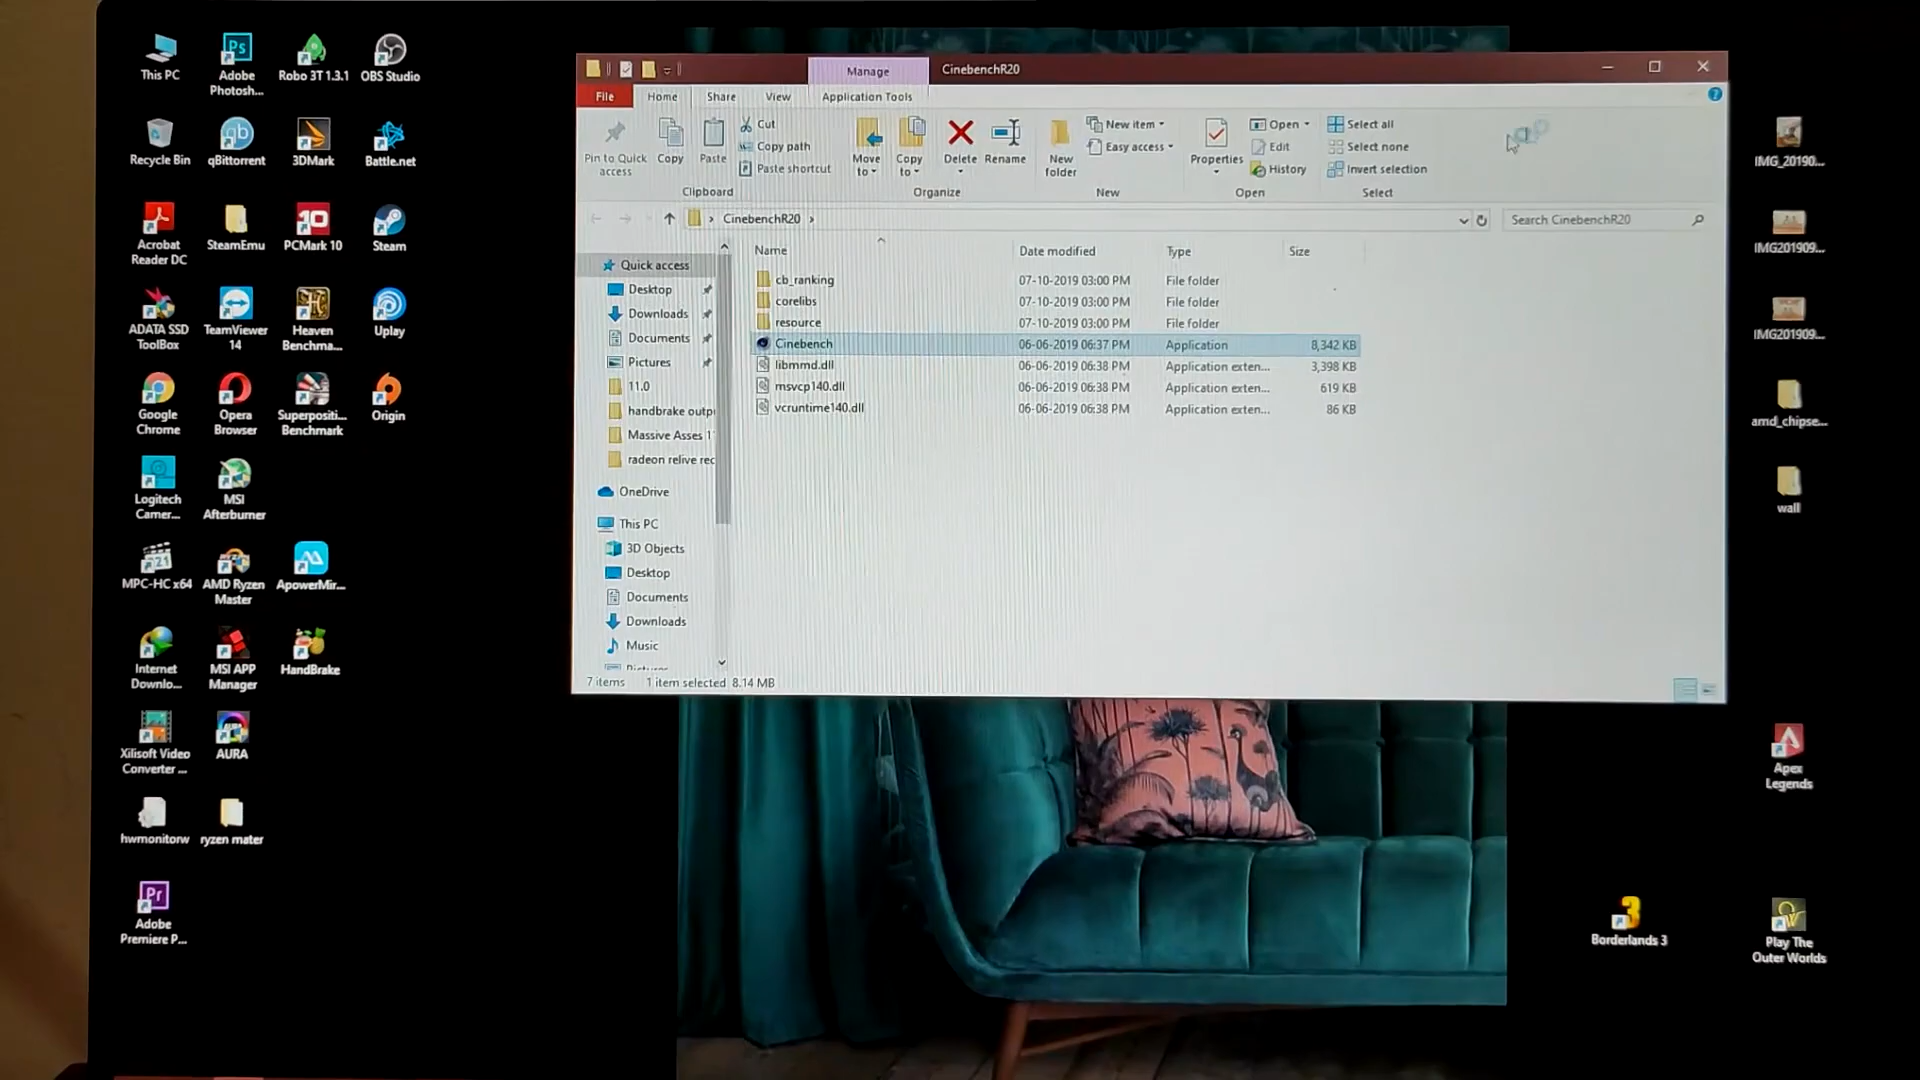 This PC
Adobe
Photosh...
Robo 3T 1.3.1
OBS Studio
Recycle Bin
qBittorrent
3DMark
Battle.net
Acrobat
Reader DC
SteamEmu
PCMark 10
Steam
ADATA SSD
ToolBox
TeamViewer
14
Heaven
Benchma...
Uplay
Google
Chrome
Opera
Browser
Superpositi...
Benchmark
Origin
Logitech
Camer...
MSI
Afterburner
MPC-HC x64
AMD Ryzen
Master
ApowerMir...
Internet
Downlo...
MSI APP
Manager
HandBrake
Xilisoft Video
Converter ...
AURA
hwmonitorw
ryzen mater
Adobe
Premiere P...
Manage
CinebenchR20
File
Home
Share
View
Application Tools
Pin to Quick
access
Copy
Paste
Cut
Copy path
Paste shortcut
Clipboard
Move
to
Copy
to
Delete
Rename
Organize
New
folder
New item
Easy access
New
Properties
Open
Edit
History
Open
Select all
Select none
Invert selection
Select
CinebenchR20
Search CinebenchR20
Name
Date modified
Type
Size
cb_ranking 07-10-2019 03:00 PM File folder
corelibs 07-10-2019 03:00 PM File folder
resource 07-10-2019 03:00 PM File folder
Cinebench 06-06-2019 06:37 PM Application 8,342 KB
libmmd.dll 06-06-2019 06:38 PM Application exten... 3,398 KB
msvcp140.dll 06-06-2019 06:38 PM Application exten... 619 KB
vcruntime140.dll 06-06-2019 06:38 PM Application exten... 86 KB
Quick access
Desktop
Downloads
Documents
Pictures
11.0
handbrake outp
Massive Asses 1
radeon relive rec
OneDrive
This PC
3D Objects
Desktop
Documents
Downloads
Music
Pictures
7 items 1 item selected 8.14 MB
IMG_20190...
IMG201909...
IMG201909...
amd_chipse...
wall
Apex
Legends
Borderlands 3
Play The
Outer Worlds